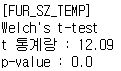 [FUR_SZ_TEMP]
Welch's t-test
t 통계량 : 12.09
p-value : 0.0